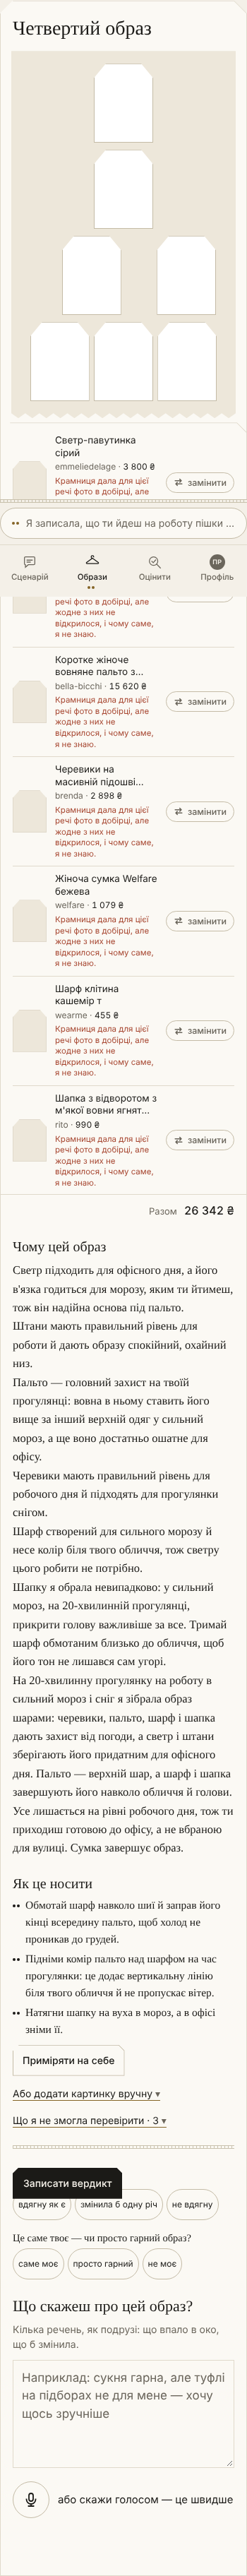 Четвертий образ
Светр-павутинка
сірий
emmeliedelage · 3 800 ₴
Крамниця дала для цієї
речі фото в добірці, але
замінити
Я записала, що ти йдеш на роботу пішки ...
Сценарій
Образи
Оцінити
ПР
Профіль
речі фото в добірці, але
жодне з них не
відкрилося, і чому саме,
я не знаю.
Коротке жіноче
вовняне пальто з...
bella-bicchi · 15 620 ₴
Крамниця дала для цієї
речі фото в добірці, але
жодне з них не
відкрилося, і чому саме,
я не знаю.
замінити
Черевики на
масивній підошві...
brenda · 2 898 ₴
Крамниця дала для цієї
речі фото в добірці, але
жодне з них не
відкрилося, і чому саме,
я не знаю.
замінити
Жіноча сумка Welfare
бежева
welfare · 1 079 ₴
Крамниця дала для цієї
речі фото в добірці, але
жодне з них не
відкрилося, і чому саме,
я не знаю.
замінити
Шарф клітина
кашемір т
wearme · 455 ₴
Крамниця дала для цієї
речі фото в добірці, але
жодне з них не
відкрилося, і чому саме,
я не знаю.
замінити
Шапка з відворотом з
м'якої вовни ягнят...
rito · 990 ₴
Крамниця дала для цієї
речі фото в добірці, але
жодне з них не
відкрилося, і чому саме,
я не знаю.
замінити
Разом 26 342 ₴
Чому цей образ
Светр підходить для офісного дня, а його
в'язка годиться для морозу, яким ти йтимеш,
тож він надійна основа під пальто.
Штани мають правильний рівень для
роботи й дають образу спокійний, охайний
низ.
Пальто — головний захист на твоїй
прогулянці: вовна в ньому ставить його
вище за інший верхній одяг у сильний
мороз, а ще воно достатньо ошатне для
офісу.
Черевики мають правильний рівень для
робочого дня й підходять для прогулянки
снігом.
Шарф створений для сильного морозу й
несе колір біля твого обличчя, тож светру
цього робити не потрібно.
Шапку я обрала невипадково: у сильний
мороз, на 20-хвилинній прогулянці,
прикрити голову важливіше за все. Тримай
шарф обмотаним близько до обличчя, щоб
його тон не лишався сам угорі.
На 20-хвилинну прогулянку на роботу в
сильний мороз і сніг я зібрала образ
шарами: черевики, пальто, шарф і шапка
дають захист від погоди, а светр і штани
зберігають його придатним для офісного
дня. Пальто — верхній шар, а шарф і шапка
завершують його навколо обличчя й голови.
Усе лишається на рівні робочого дня, тож ти
приходиш готовою до офісу, а не вбраною
для вулиці. Сумка завершує образ.
Як це носити
Обмотай шарф навколо шиї й заправ його
кінці всередину пальто, щоб холод не
проникав до грудей.
Підніми комір пальто над шарфом на час
прогулянки: це додає вертикальну лінію
біля твого обличчя й не пропускає вітер.
Натягни шапку на вуха в мороз, а в офісі
зніми її.
Приміряти на себе
Або додати картинку вручну ▾
Що я не змогла перевірити · 3 ▾
Записати вердикт
вдягну як є
змінила б одну річ
не вдягну
Це саме твоє — чи просто гарний образ?
саме моє
просто гарний
не моє
Що скажеш про цей образ?
Кілька речень, як подрузі: що впало в око,
що б змінила.
Наприклад: сукня гарна, але туфлі
на підборах не для мене — хочу
щось зручніше
або скажи голосом — це швидше